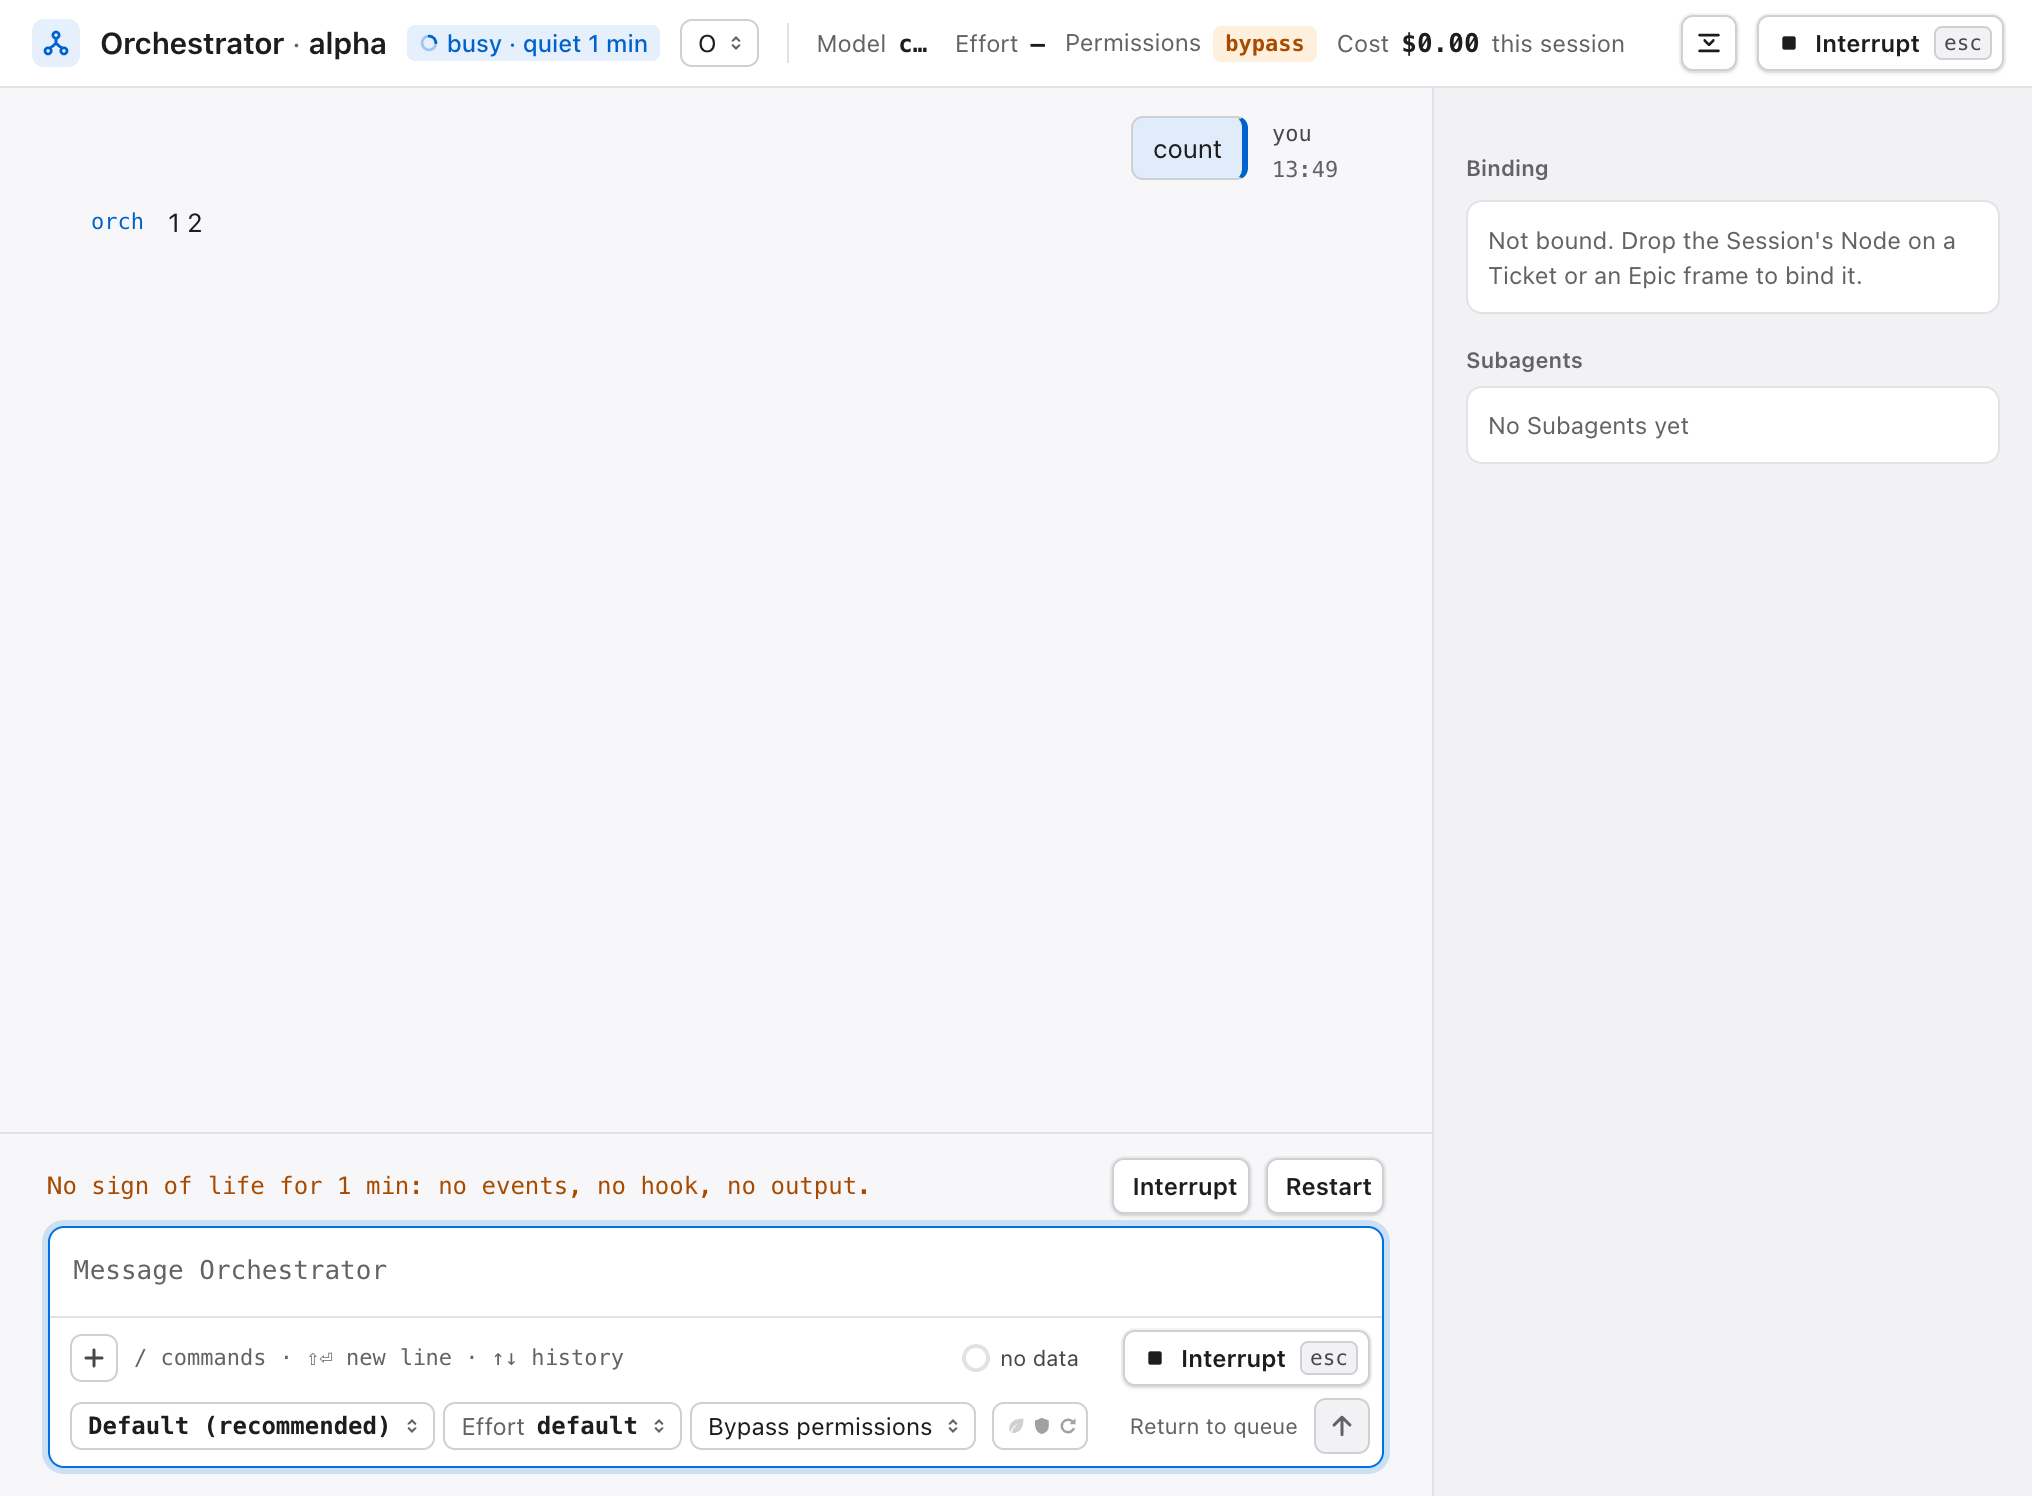 Orchestrator · alpha
busy · quiet 1 min
O
Model c…
Effort –
Permissions bypass
Cost $0.00 this session
Interrupt esc
count
you
13:49
orch 1 2
Binding
Not bound. Drop the Session's Node on a
Ticket or an Epic frame to bind it.
Subagents
No Subagents yet
No sign of life for 1 min: no events, no hook, no output.
Interrupt
Restart
Message Orchestrator
/ commands · ⇧⏎ new line · ↑↓ history
no data
Interrupt esc
Default (recommended)
Effort default
Bypass permissions
Return to queue